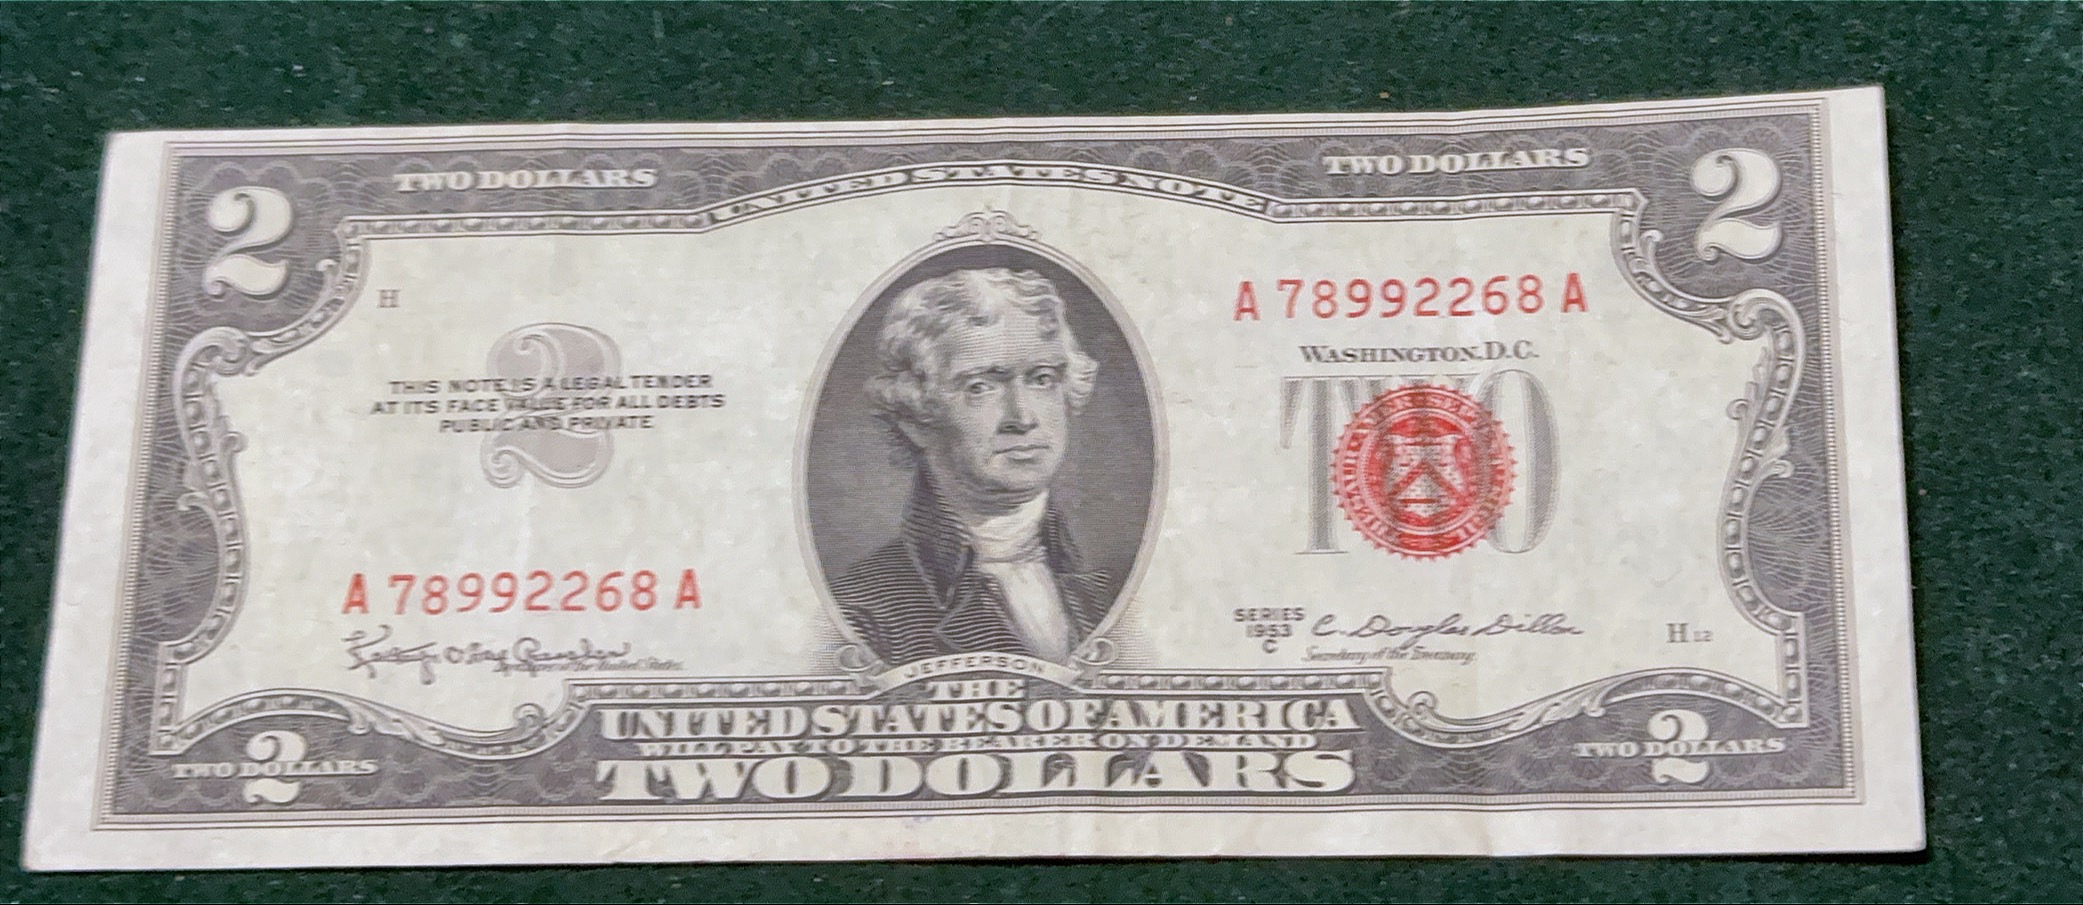 TWO DOLLARS
UNITED STATES NOTE
TWO DOLLARS
2
2
H
A 78992268 A
WASHINGTON, D.C.
2
THIS NOTE IS A LEGAL TENDER
AT ITS FACE VALUE FOR ALL DEBTS
PUBLIC AND PRIVATE
TWO
A 78992268 A
SERIES
1953
C
C. Douglas Dillon
Secretary of the Treasury.
H 12
JEFFERSON
THE
UNITED STATES OF AMERICA
WILL PAY TO THE BEARER ON DEMAND
TWO DOLLARS
2
TWO DOLLARS
2
TWO DOLLARS